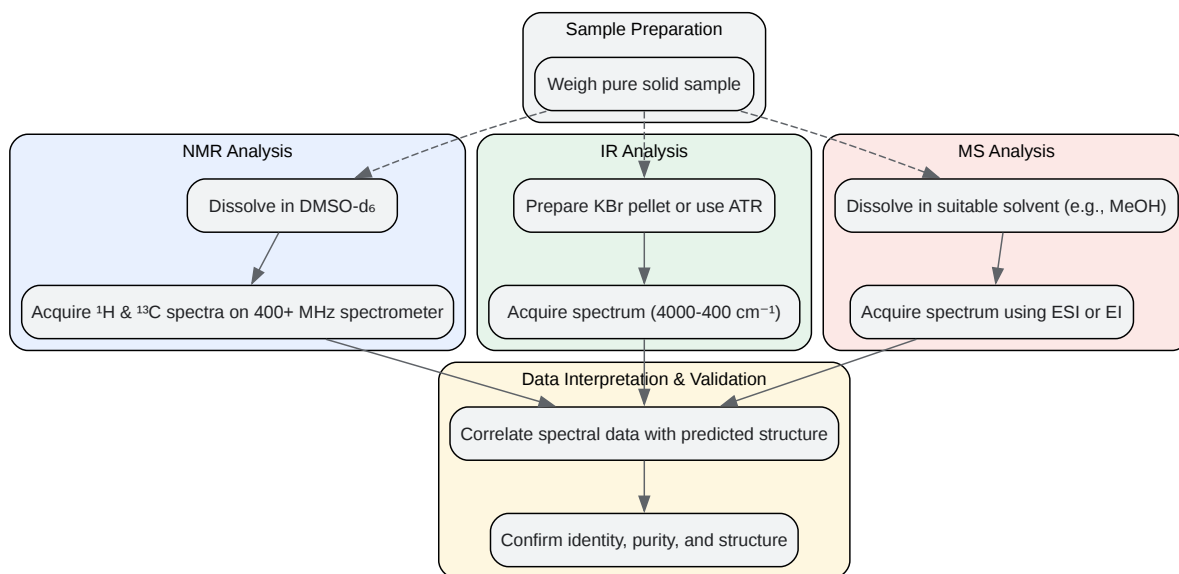 Sample Preparation
Weigh pure solid sample
NMR Analysis
IR Analysis
MS Analysis
Dissolve in DMSO-d₆
Prepare KBr pellet or use ATR
Dissolve in suitable solvent (e.g., MeOH)
Acquire ¹H & ¹³C spectra on 400+ MHz spectrometer
Acquire spectrum (4000-400 cm⁻¹)
Acquire spectrum using ESI or EI
Data Interpretation & Validation
Correlate spectral data with predicted structure
Confirm identity, purity, and structure